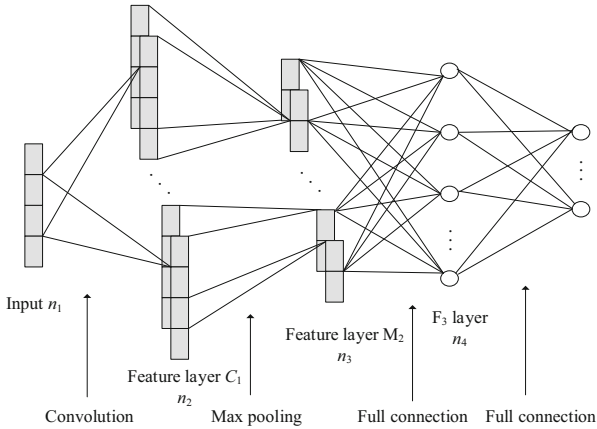 Input n₁
Feature layer C₁
n₂
Feature layer M₂
n₃
F₃ layer
n₄
Convolution
Max pooling
Full connection
Full connection